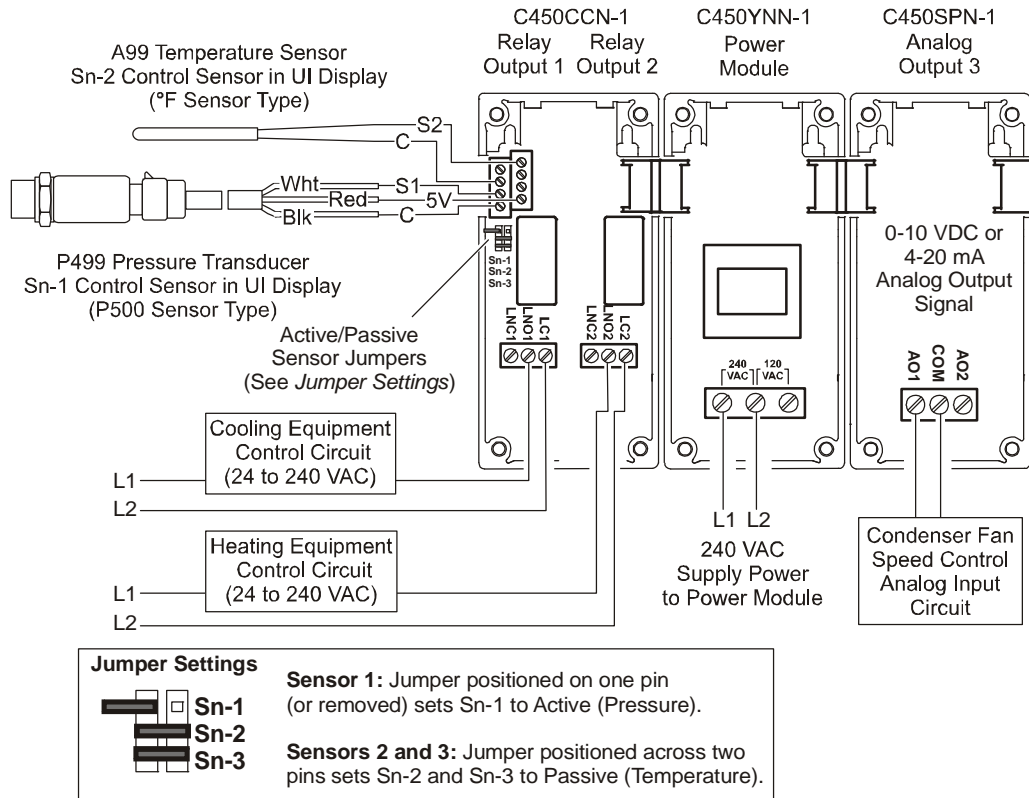 C450CCN-1
Relay
Output 1
Relay
Output 2
C450YNN-1
Power
Module
C450SPN-1
Analog
Output 3
A99 Temperature Sensor
Sn-2 Control Sensor in UI Display
(°F Sensor Type)
S2
C
Wht
S1
Red
5V
Blk
C
Sn-1
Sn-2
Sn-3
P499 Pressure Transducer
Sn-1 Control Sensor in UI Display
(P500 Sensor Type)
Active/Passive
Sensor Jumpers
(See Jumper Settings)
LNC1
LNO1
LC1
LNC2
LNO2
LC2
240
VAC
120
VAC
0-10 VDC or
4-20 mA
Analog Output
Signal
AO1
COM
AO2
Cooling Equipment
Control Circuit
(24 to 240 VAC)
L1
L2
Heating Equipment
Control Circuit
(24 to 240 VAC)
L1
L2
L1 L2
240 VAC
Supply Power
to Power Module
Condenser Fan
Speed Control
Analog Input
Circuit
Jumper Settings
Sn-1
Sn-2
Sn-3
Sensor 1: Jumper positioned on one pin
(or removed) sets Sn-1 to Active (Pressure).
Sensors 2 and 3: Jumper positioned across two
pins sets Sn-2 and Sn-3 to Passive (Temperature).